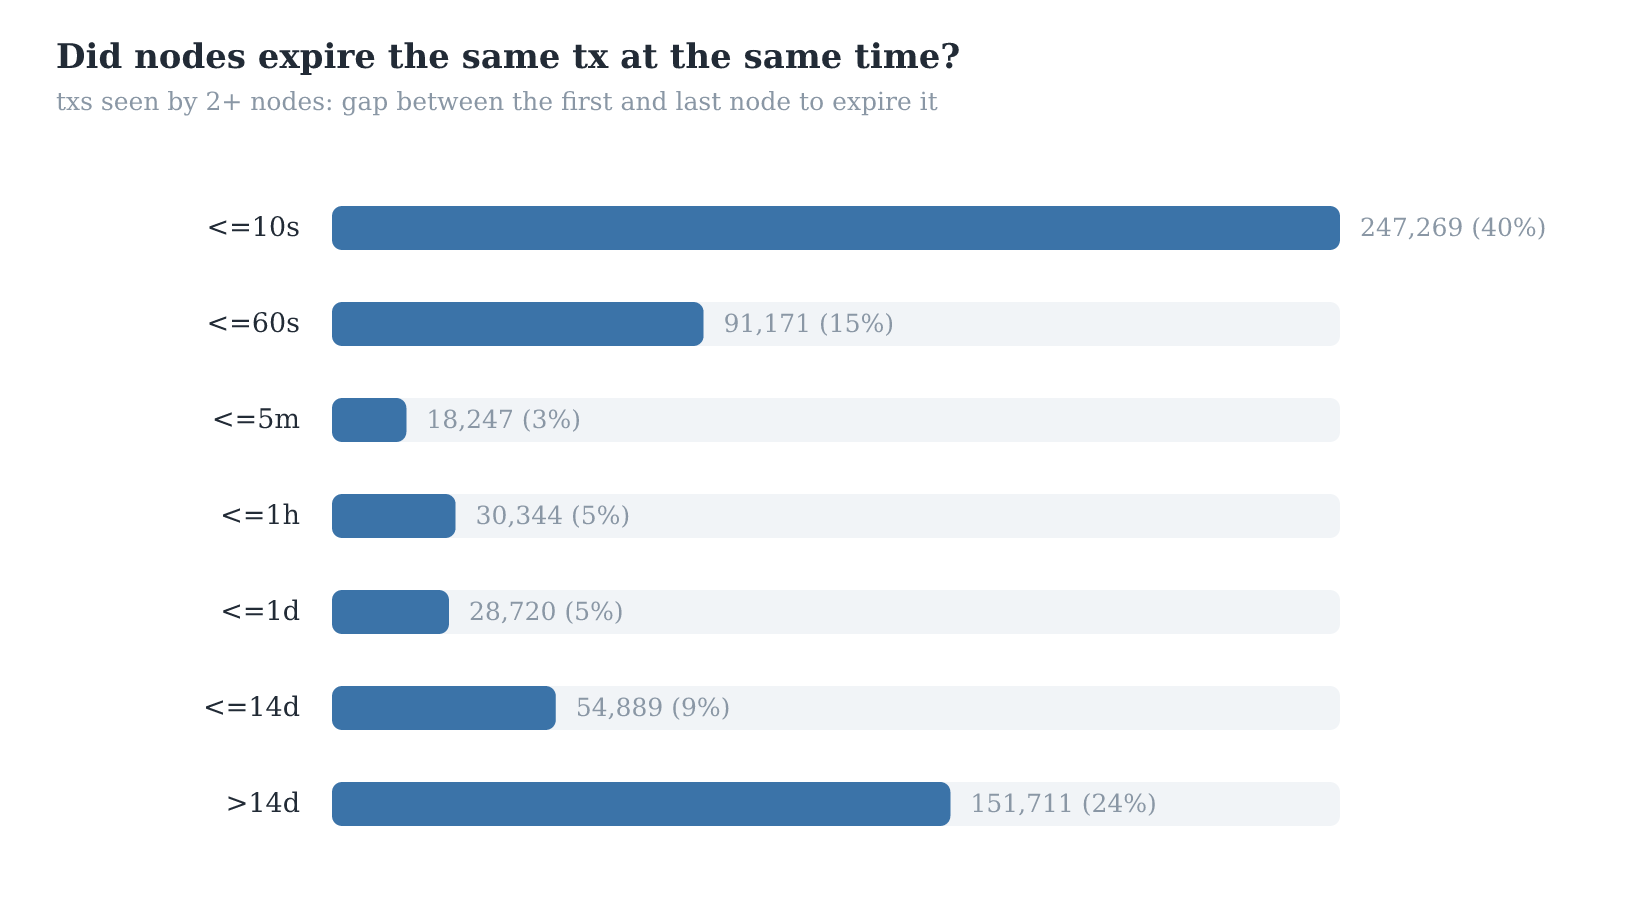 Did nodes expire the same tx at the same time?
txs seen by 2+ nodes: gap between the first and last node to expire it
<=10s 247,269 (40%)
<=60s 91,171 (15%)
<=5m 18,247 (3%)
<=1h 30,344 (5%)
<=1d 28,720 (5%)
<=14d 54,889 (9%)
>14d 151,711 (24%)